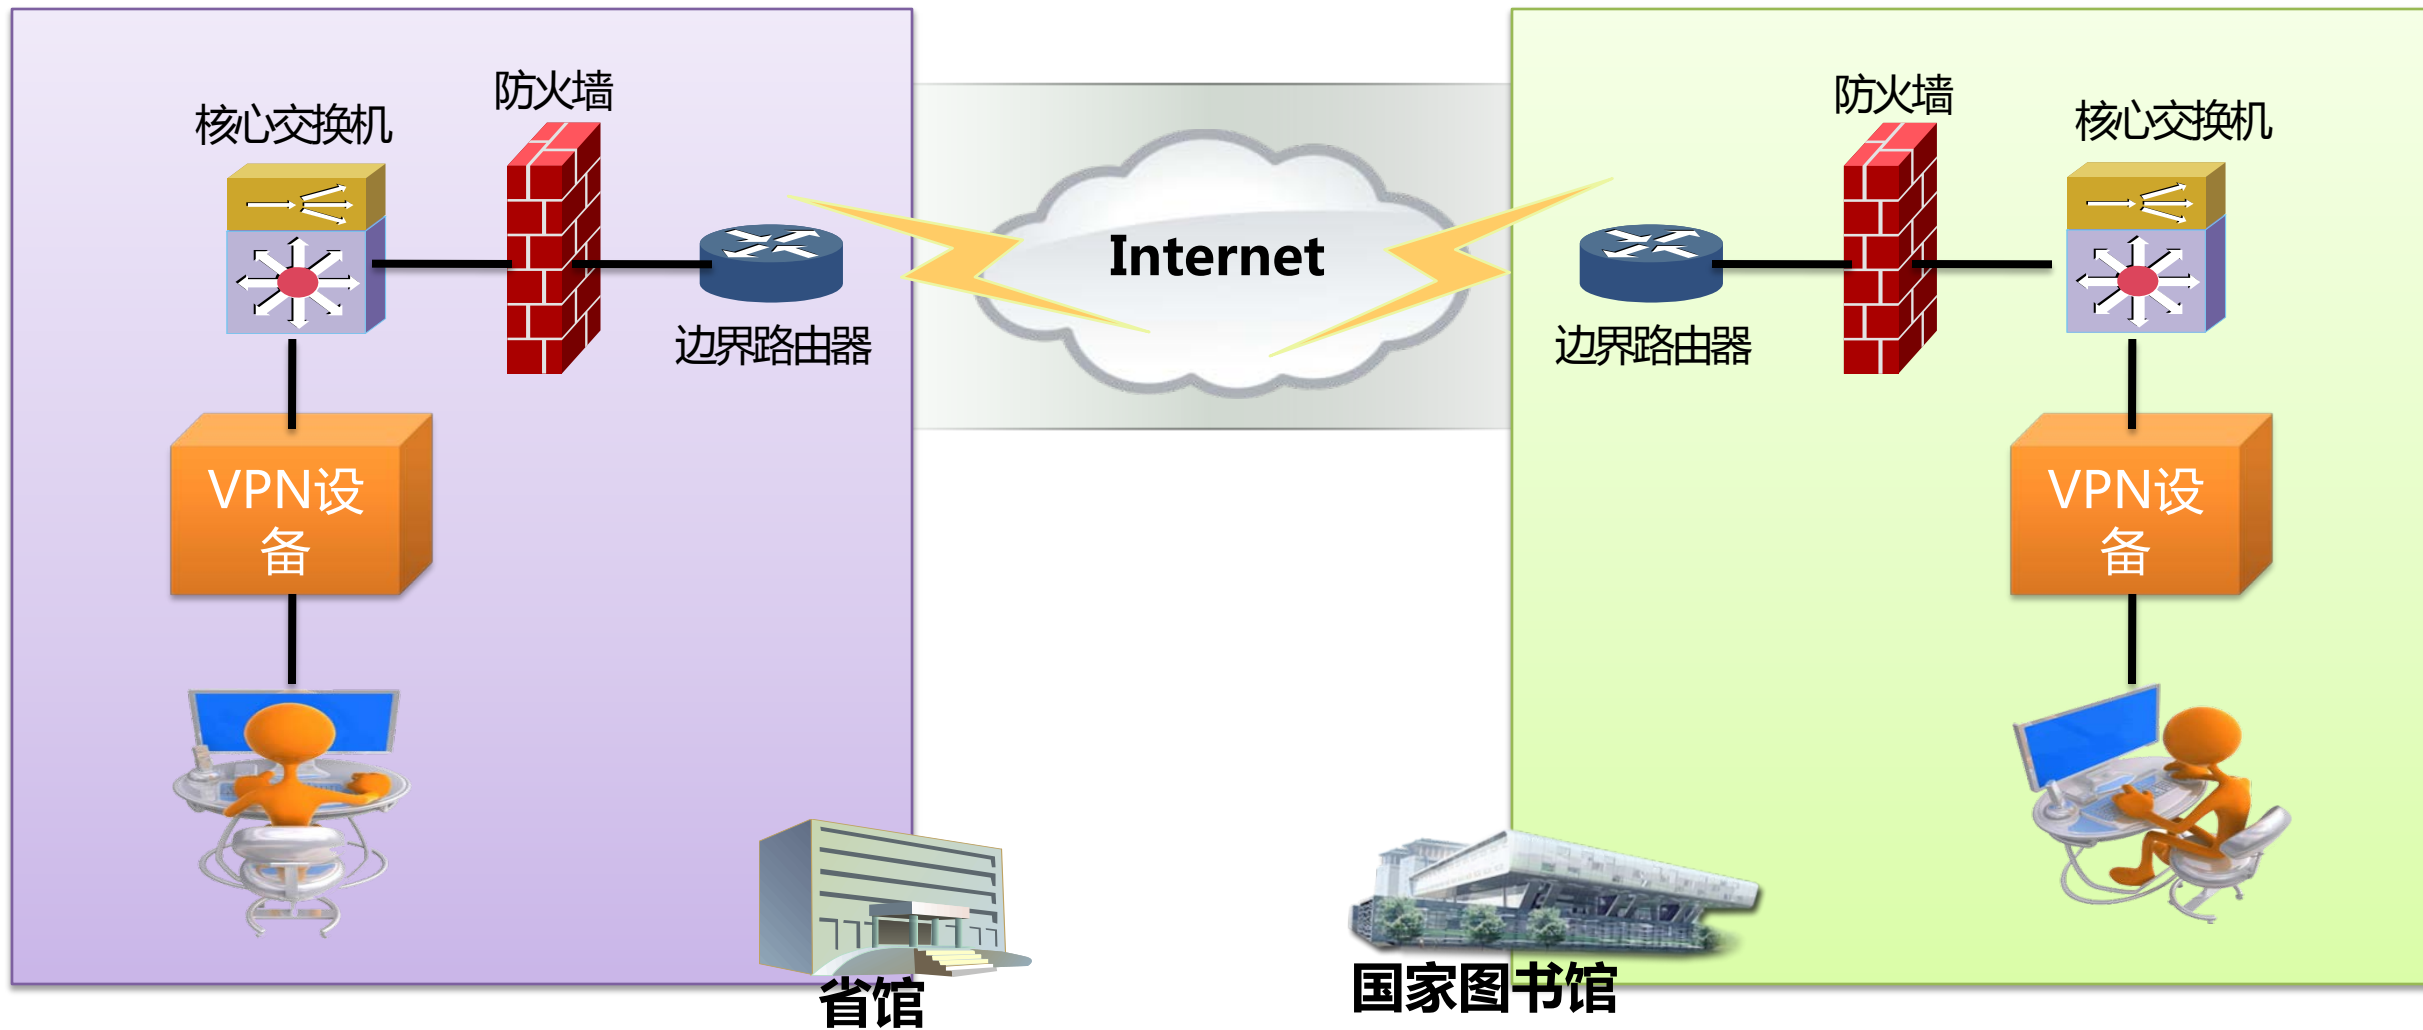 防火墙
核心交换机
边界路由器
VPN设
备
省馆
Internet
防火墙
核心交换机
边界路由器
VPN设
备
国家图书馆